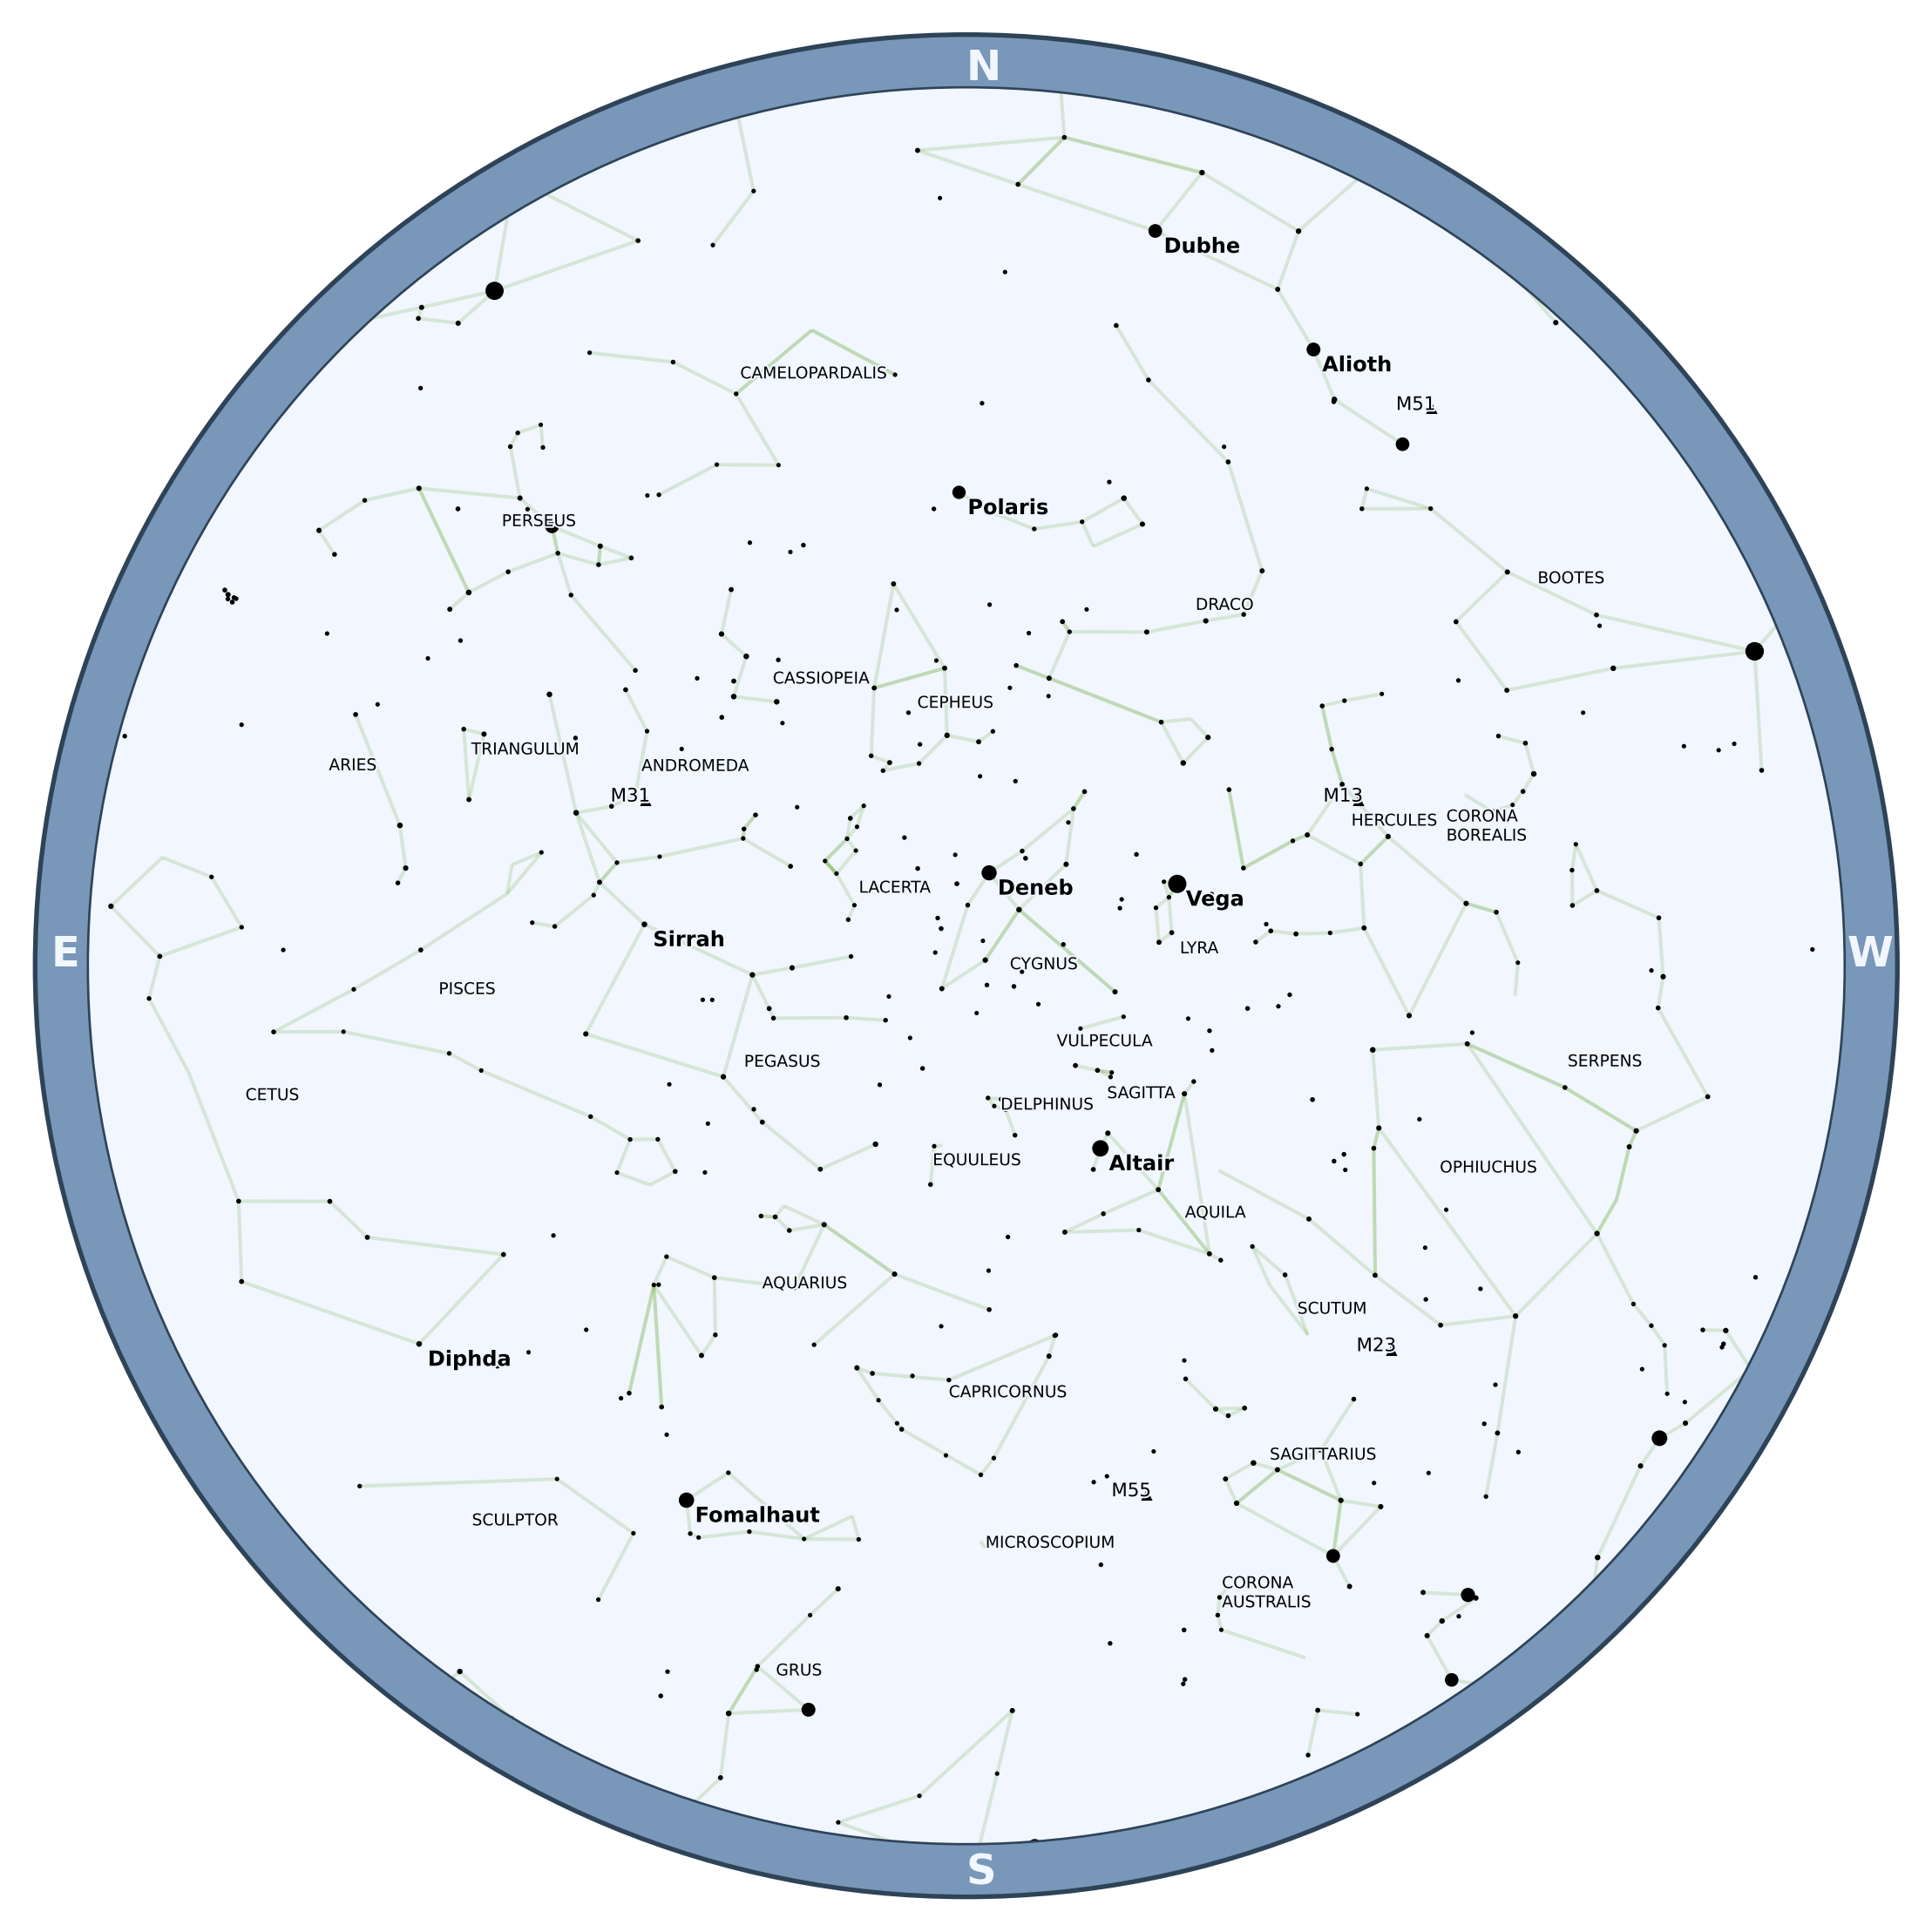 N
Dubhe
Alioth
CAMELOPARDALIS
M51
Polaris
PERSEUS
BOOTES
DRACO
CASSIOPEIA
CEPHEUS
TRIANGULUM
ARIES
ANDROMEDA
M31
M13
HERCULES
CORONA
BOREALIS
LACERTA
Deneb
Vega
Sirrah
LYRA
E
W
CYGNUS
PISCES
VULPECULA
PEGASUS
SERPENS
CETUS
SAGITTA
DELPHINUS
EQUULEUS
Altair
OPHIUCHUS
AQUILA
AQUARIUS
SCUTUM
M23
Diphda
CAPRICORNUS
SAGITTARIUS
M55
Fomalhaut
SCULPTOR
MICROSCOPIUM
CORONA
AUSTRALIS
GRUS
S